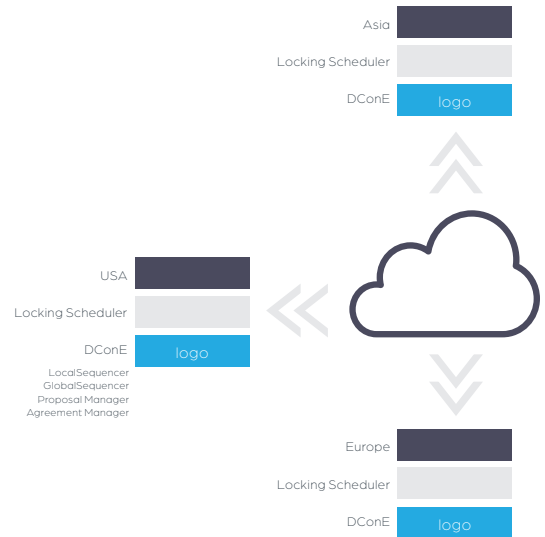 Asia
Locking Scheduler
DConE
logo
USA
Locking Scheduler
DConE
logo
LocalSequencer
GlobalSequencer
Proposal Manager
Agreement Manager
Europe
Locking Scheduler
DConE
logo